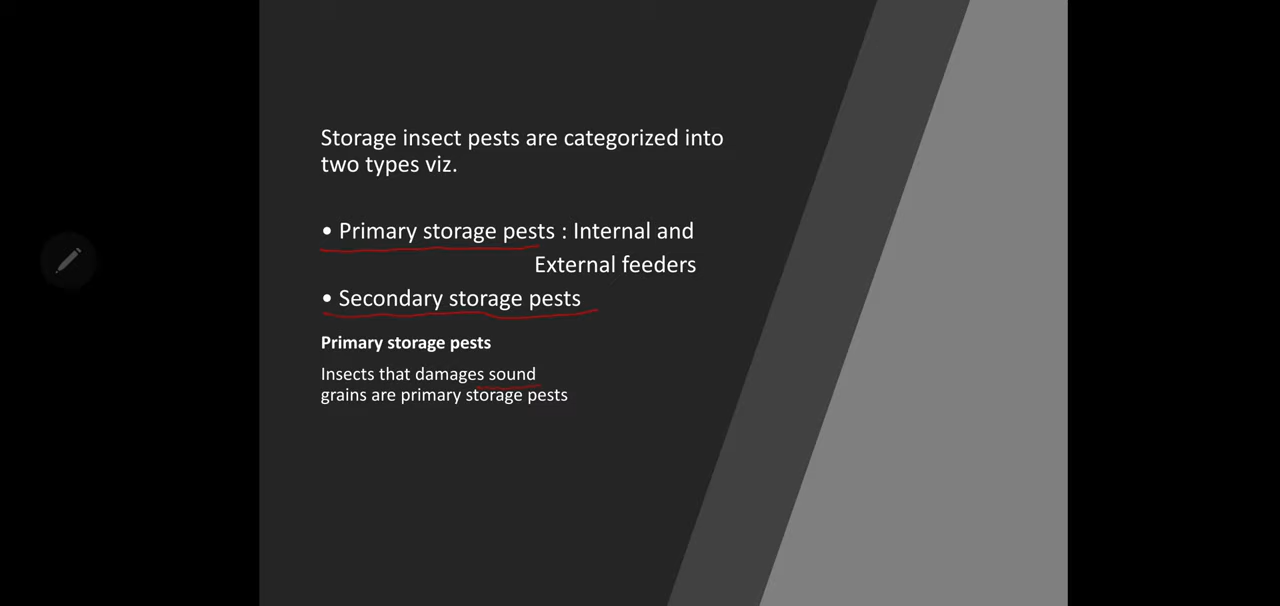 Storage insect pests are categorized into
two types viz.
• Primary storage pests : Internal and
External feeders
• Secondary storage pests
Primary storage pests
Insects that damages sound
grains are primary storage pests